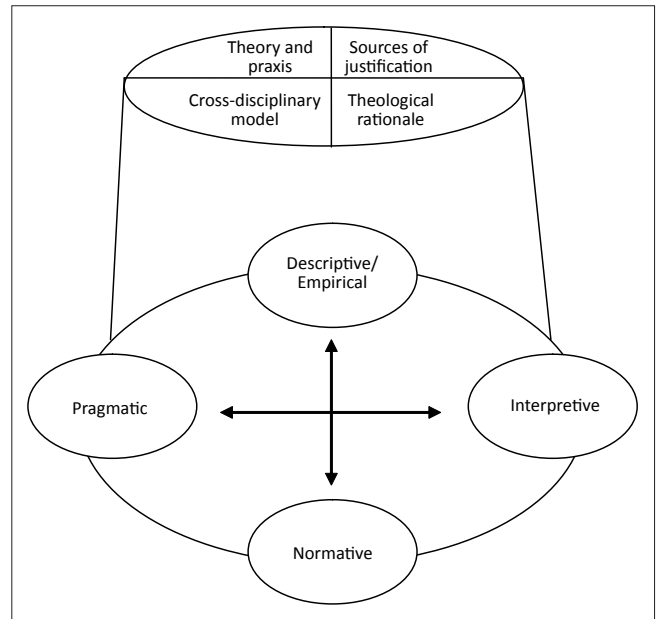 Theory and
praxis
Sources of
justification
Cross-disciplinary
model
Theological
rationale
Descriptive/
Empirical
Pragmatic
Interpretive
Normative